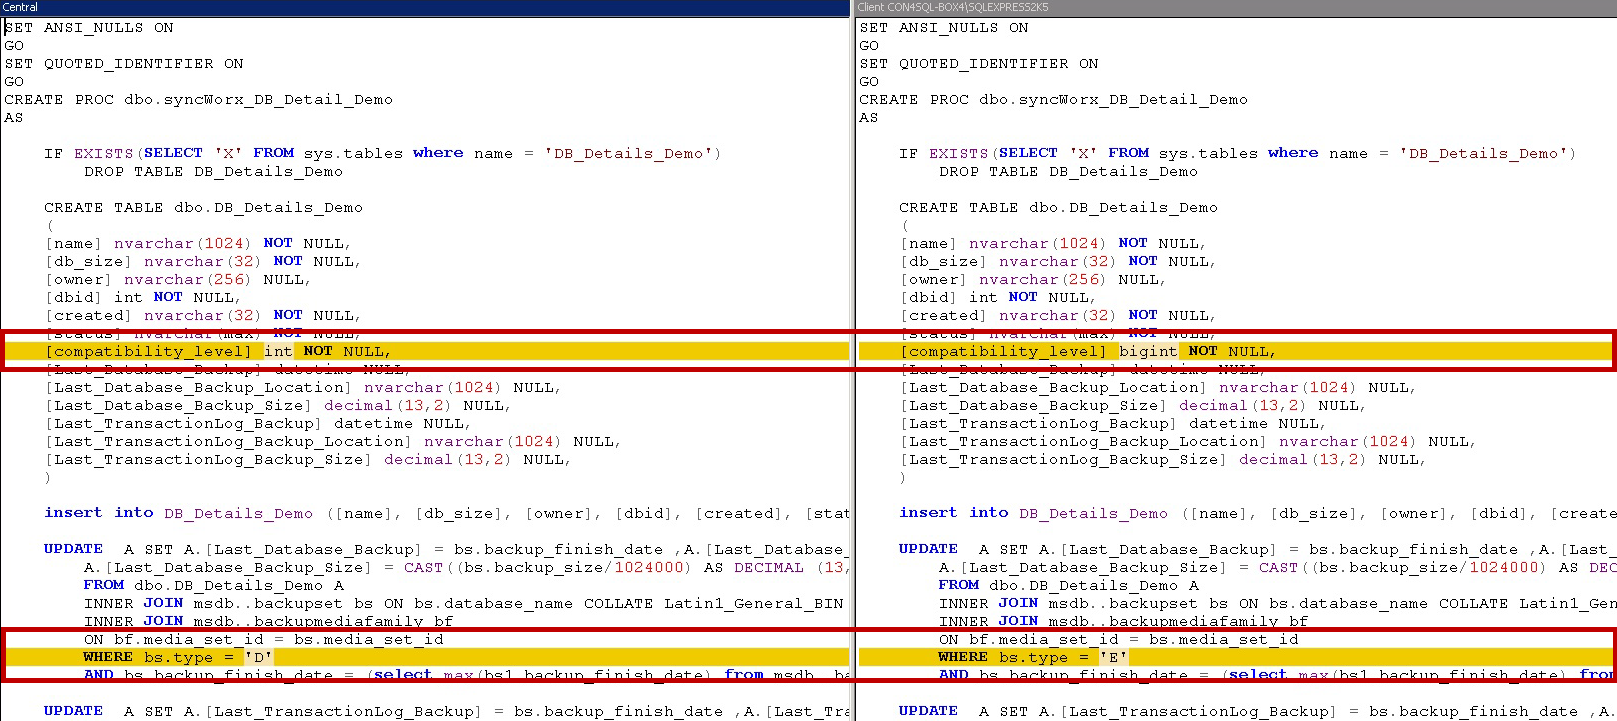 Central
SET ANSI_NULLS ON
GO
SET QUOTED_IDENTIFIER ON
GO
CREATE PROC dbo.syncWorx_DB_Detail_Demo
AS
IF EXISTS(SELECT 'X' FROM sys.tables where name = 'DB_Details_Demo')
DROP TABLE DB_Details_Demo
CREATE TABLE dbo.DB_Details_Demo
(
[name] nvarchar(1024) NOT NULL,
[db_size] nvarchar(32) NOT NULL,
[owner] nvarchar(256) NULL,
[dbid] int NOT NULL,
[created] nvarchar(32) NOT NULL,
[status] nvarchar(max) NOT NULL,
[compatibility_level] int NOT NULL,
[Last_Database_Backup] datetime NULL,
[Last_Database_Backup_Location] nvarchar(1024) NULL,
[Last_Database_Backup_Size] decimal(13,2) NULL,
[Last_TransactionLog_Backup] datetime NULL,
[Last_TransactionLog_Backup_Location] nvarchar(1024) NULL,
[Last_TransactionLog_Backup_Size] decimal(13,2) NULL,
)
insert into DB_Details_Demo ([name], [db_size], [owner], [dbid], [created], [stat
UPDATE A SET A.[Last_Database_Backup] = bs.backup_finish_date ,A.[Last_Database_
A.[Last_Database_Backup_Size] = CAST((bs.backup_size/1024000) AS DECIMAL (13,
FROM dbo.DB_Details_Demo A
INNER JOIN msdb..backupset bs ON bs.database_name COLLATE Latin1_General_BIN
INNER JOIN msdb..backupmediafamily bf
ON bf.media_set_id = bs.media_set_id
WHERE bs.type = 'D'
AND bs.backup_finish_date = (select max(bs1.backup_finish_date) from msdb..ba
UPDATE A SET A.[Last_TransactionLog_Backup] = bs.backup_finish_date ,A.[Last_Tra
Client CON4SQL-BOX4\SQLEXPRESS2K5
SET ANSI_NULLS ON
GO
SET QUOTED_IDENTIFIER ON
GO
CREATE PROC dbo.syncWorx_DB_Detail_Demo
AS
IF EXISTS(SELECT 'X' FROM sys.tables where name = 'DB_Details_Demo')
DROP TABLE DB_Details_Demo
CREATE TABLE dbo.DB_Details_Demo
(
[name] nvarchar(1024) NOT NULL,
[db_size] nvarchar(32) NOT NULL,
[owner] nvarchar(256) NULL,
[dbid] int NOT NULL,
[created] nvarchar(32) NOT NULL,
[status] nvarchar(max) NOT NULL,
[compatibility_level] bigint NOT NULL,
[Last_Database_Backup] datetime NULL,
[Last_Database_Backup_Location] nvarchar(1024) NULL,
[Last_Database_Backup_Size] decimal(13,2) NULL,
[Last_TransactionLog_Backup] datetime NULL,
[Last_TransactionLog_Backup_Location] nvarchar(1024) NULL,
[Last_TransactionLog_Backup_Size] decimal(13,2) NULL,
)
insert into DB_Details_Demo ([name], [db_size], [owner], [dbid], [create
UPDATE A SET A.[Last_Database_Backup] = bs.backup_finish_date ,A.[Last_
A.[Last_Database_Backup_Size] = CAST((bs.backup_size/1024000) AS DEC
FROM dbo.DB_Details_Demo A
INNER JOIN msdb..backupset bs ON bs.database_name COLLATE Latin1_Gen
INNER JOIN msdb..backupmediafamily bf
ON bf.media_set_id = bs.media_set_id
WHERE bs.type = 'E'
AND bs.backup_finish_date = (select max(bs1.backup_finish_date) from
UPDATE A SET A.[Last_TransactionLog_Backup] = bs.backup_finish_date ,A.